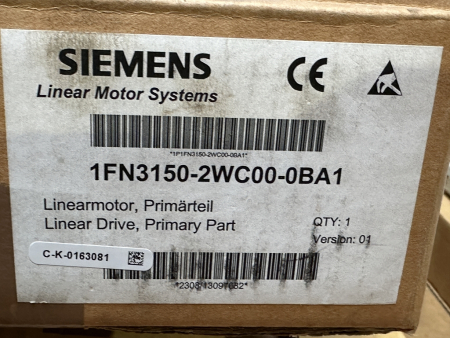 SIEMENS
CE
Linear Motor Systems
*1P1FN3150-2WC00-0BA1*
1FN3150-2WC00-0BA1
Linearmotor, Primärteil
Linear Drive, Primary Part
QTY: 1
Version: 01
C-K-0163081